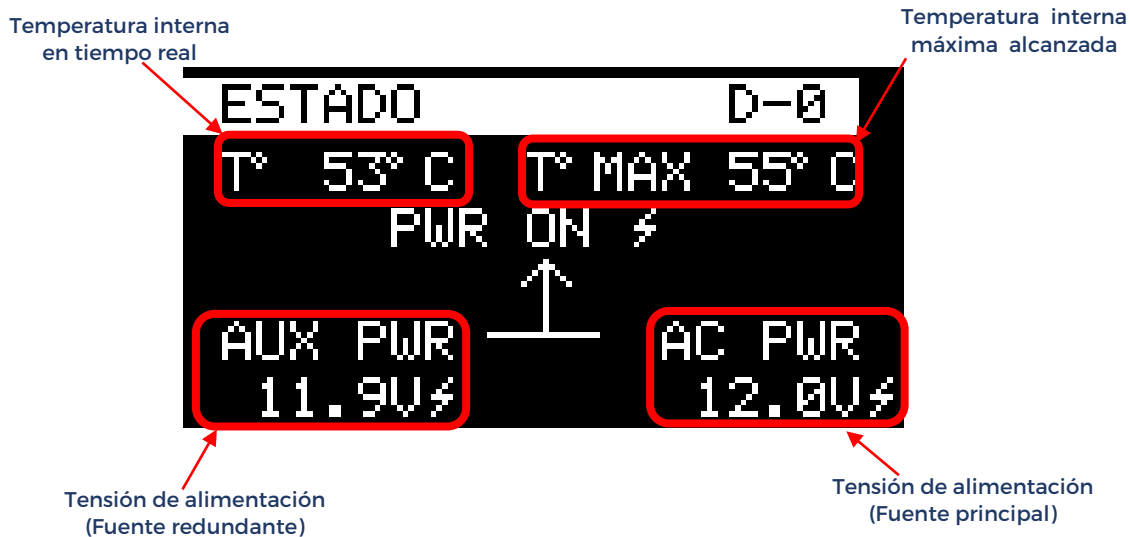 Temperatura interna
en tiempo real
Temperatura interna
máxima alcanzada
ESTADO D-0
T° 53° C T° MAX 55° C
PWR ON
AUX PWR AC PWR
11.9V 12.0V
Tensión de alimentación
(Fuente redundante)
Tensión de alimentación
(Fuente principal)